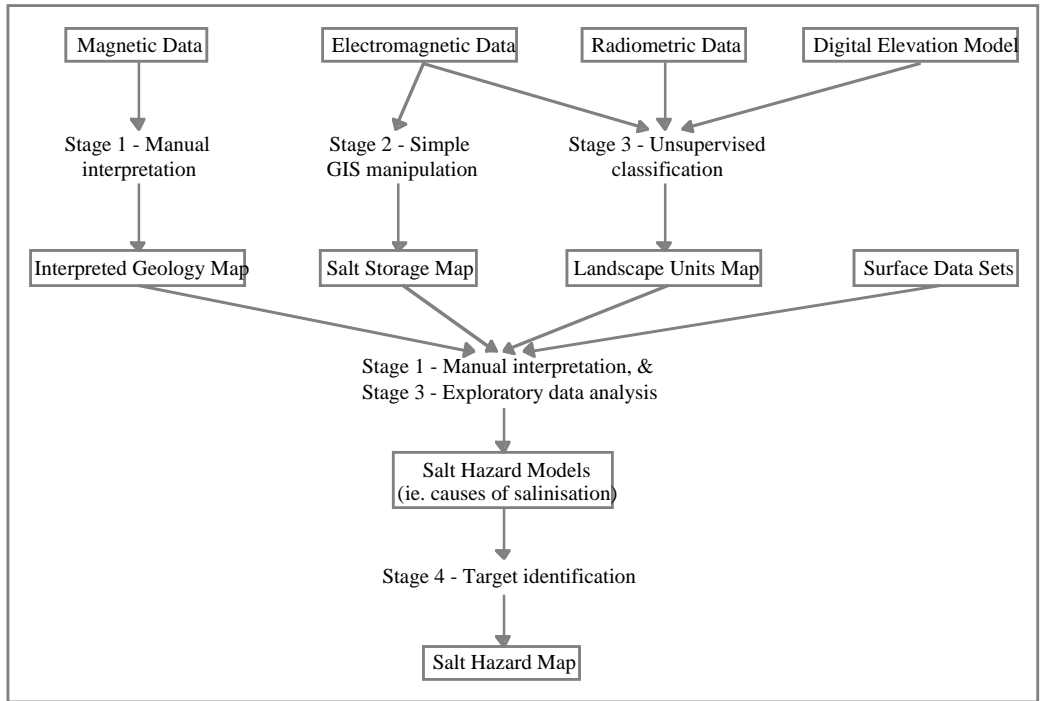 Magnetic Data
Electromagnetic Data
Radiometric Data
Digital Elevation Model
Stage 1 - Manual
interpretation
Stage 2 - Simple
GIS manipulation
Stage 3 - Unsupervised
classification
Interpreted Geology Map
Salt Storage Map
Landscape Units Map
Surface Data Sets
Stage 1 - Manual interpretation, &
Stage 3 - Exploratory data analysis
Salt Hazard Models
(ie. causes of salinisation)
Stage 4 - Target identification
Salt Hazard Map